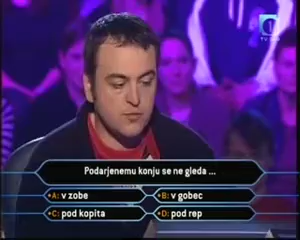 Podarjenemu konju se ne gleda ...
A: v zobe
B: v gobec
C: pod kopita
D: pod rep